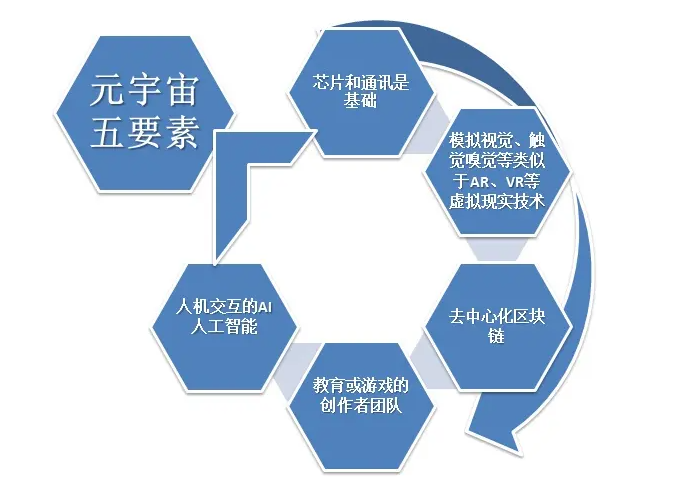 元宇宙
五要素
芯片和通讯是
基础
模拟视觉、触
觉嗅觉等类似
于AR、VR等
虚拟现实技术
去中心化区块
链
教育或游戏的
创作者团队
人机交互的AI
人工智能